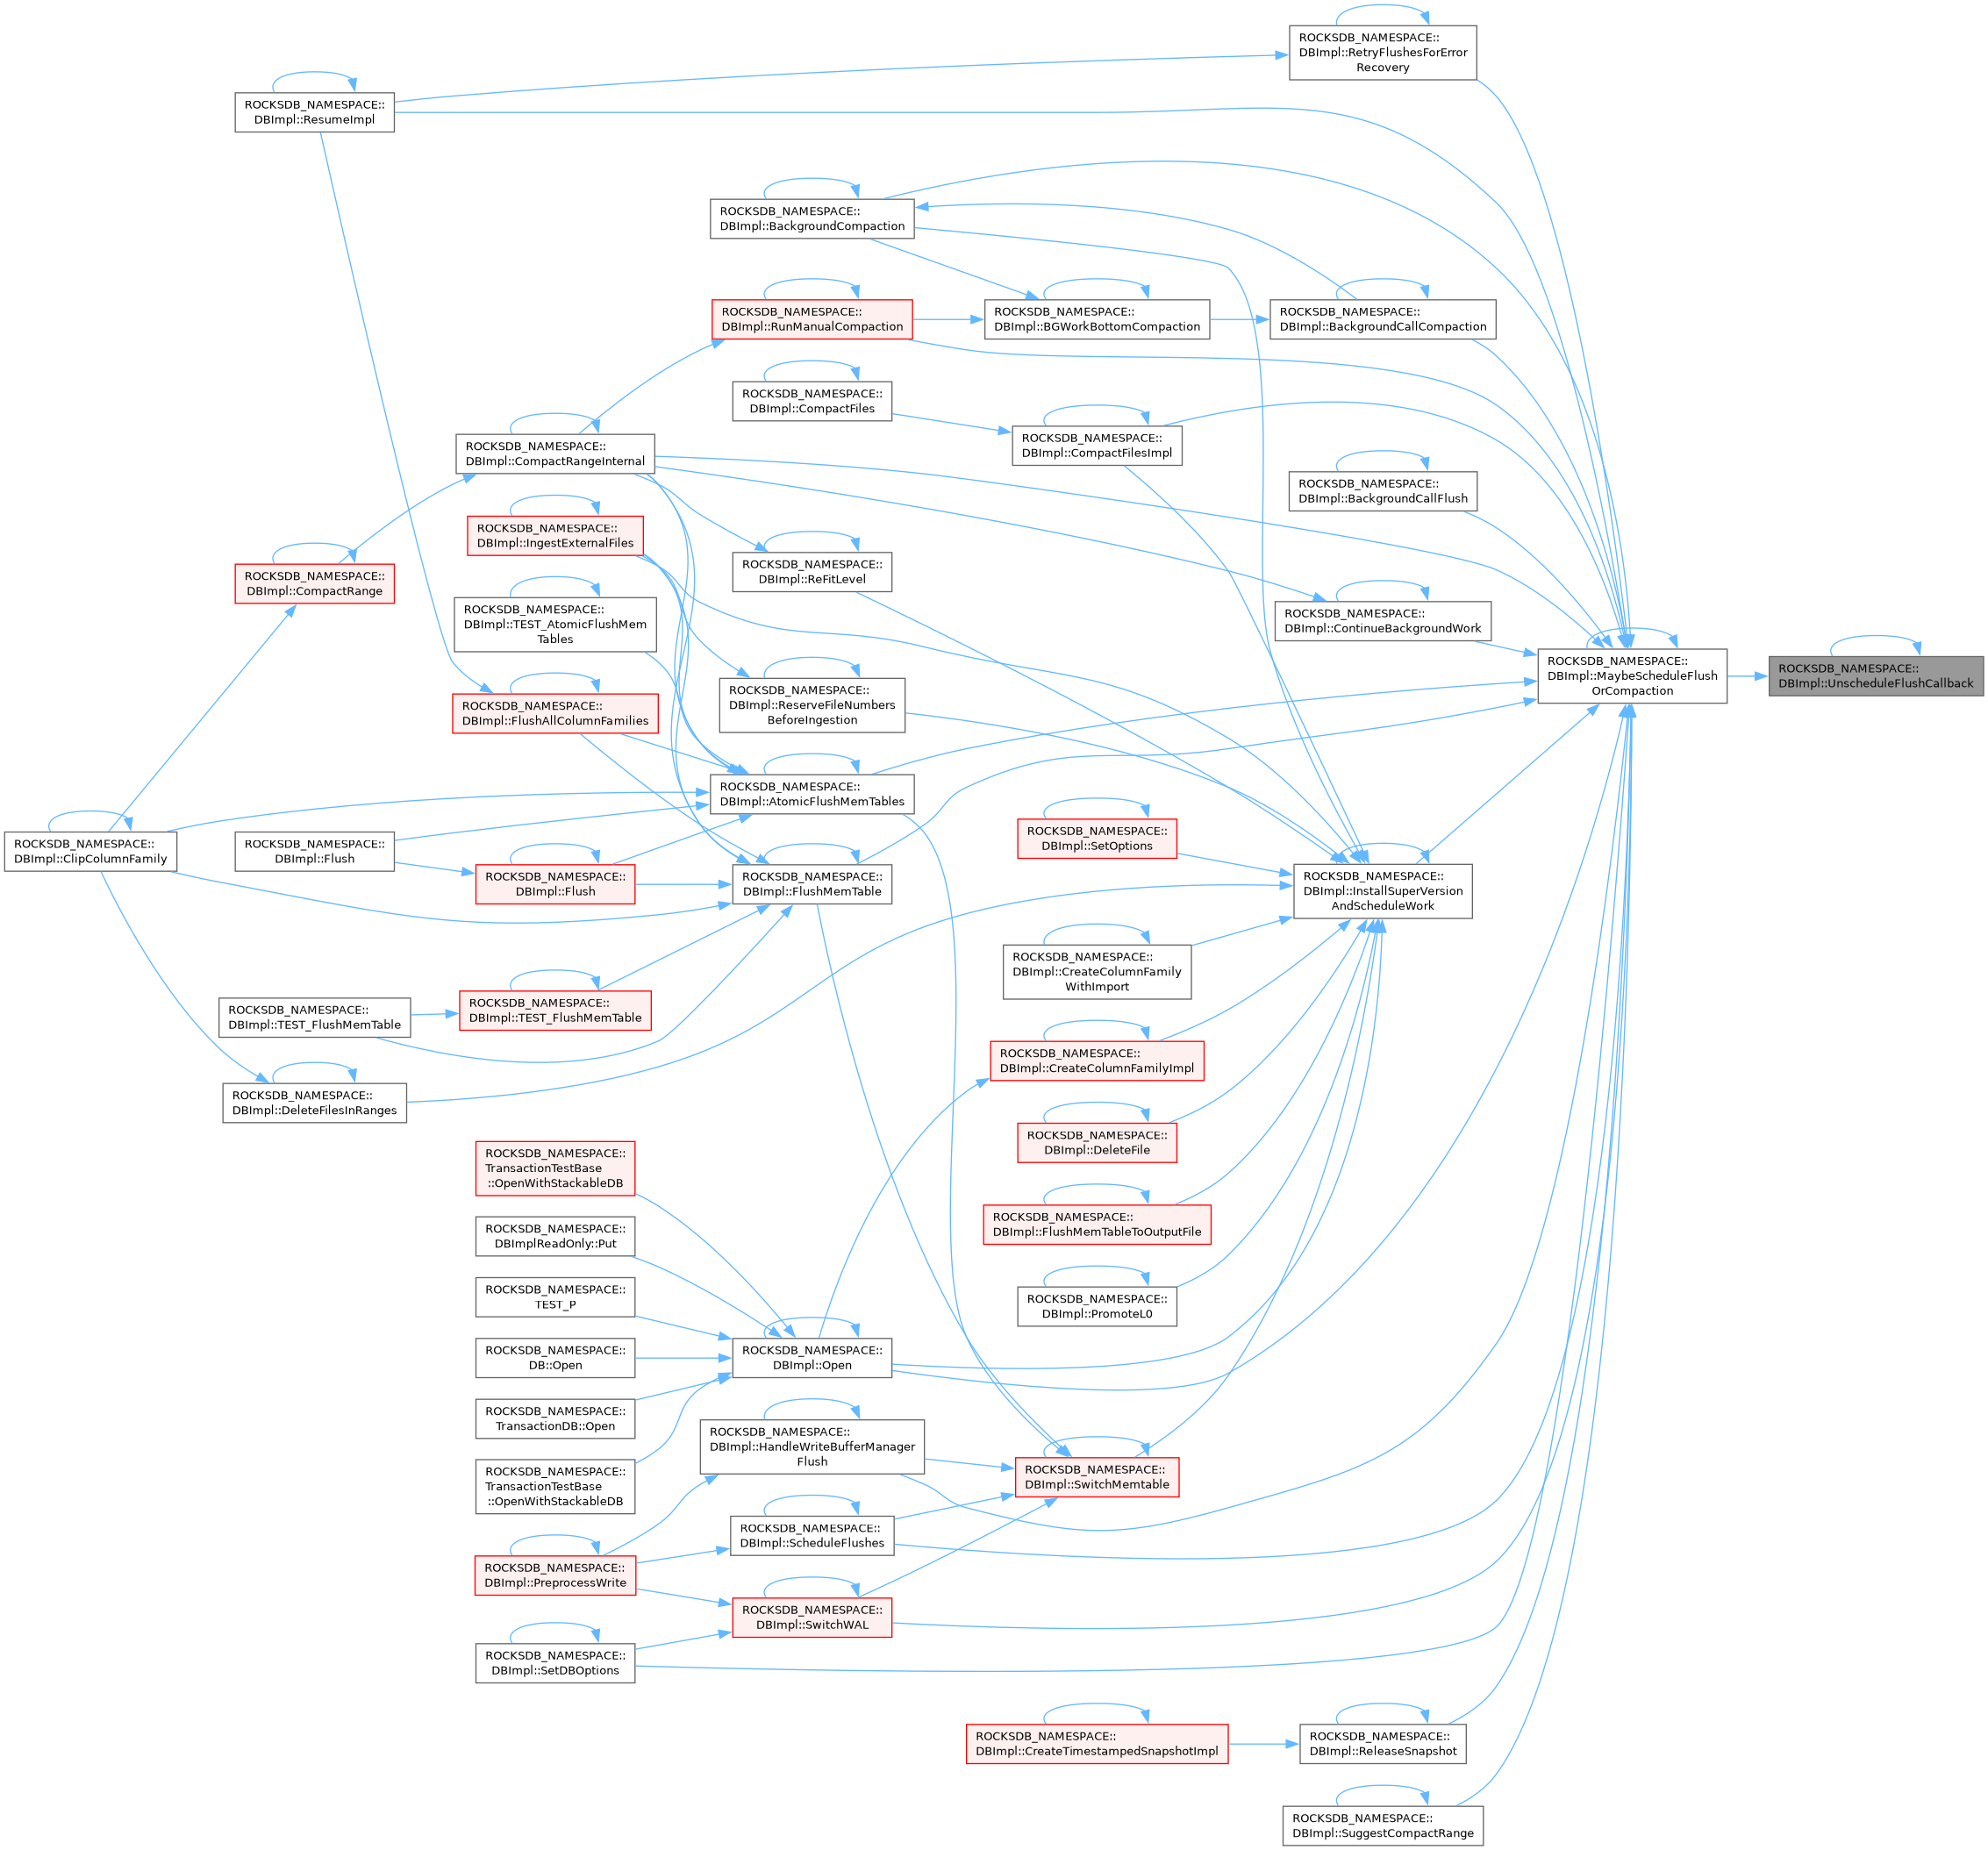 ROCKSDB_NAMESPACE::
DBImpl::RetryFlushesForError
Recovery
ROCKSDB_NAMESPACE::
DBImpl::ResumeImpl
ROCKSDB_NAMESPACE::
DBImpl::BackgroundCompaction
ROCKSDB_NAMESPACE::
DBImpl::RunManualCompaction
ROCKSDB_NAMESPACE::
DBImpl::BGWorkBottomCompaction
ROCKSDB_NAMESPACE::
DBImpl::BackgroundCallCompaction
ROCKSDB_NAMESPACE::
DBImpl::CompactFiles
ROCKSDB_NAMESPACE::
DBImpl::CompactRangeInternal
ROCKSDB_NAMESPACE::
DBImpl::CompactFilesImpl
ROCKSDB_NAMESPACE::
DBImpl::BackgroundCallFlush
ROCKSDB_NAMESPACE::
DBImpl::IngestExternalFiles
ROCKSDB_NAMESPACE::
DBImpl::ReFitLevel
ROCKSDB_NAMESPACE::
DBImpl::CompactRange
ROCKSDB_NAMESPACE::
DBImpl::TEST_AtomicFlushMem
Tables
ROCKSDB_NAMESPACE::
DBImpl::ContinueBackgroundWork
ROCKSDB_NAMESPACE::
DBImpl::MaybeScheduleFlush
OrCompaction
ROCKSDB_NAMESPACE::
DBImpl::UnscheduleFlushCallback
ROCKSDB_NAMESPACE::
DBImpl::ReserveFileNumbers
BeforeIngestion
ROCKSDB_NAMESPACE::
DBImpl::FlushAllColumnFamilies
ROCKSDB_NAMESPACE::
DBImpl::AtomicFlushMemTables
ROCKSDB_NAMESPACE::
DBImpl::SetOptions
ROCKSDB_NAMESPACE::
DBImpl::ClipColumnFamily
ROCKSDB_NAMESPACE::
DBImpl::Flush
ROCKSDB_NAMESPACE::
DBImpl::Flush
ROCKSDB_NAMESPACE::
DBImpl::FlushMemTable
ROCKSDB_NAMESPACE::
DBImpl::InstallSuperVersion
AndScheduleWork
ROCKSDB_NAMESPACE::
DBImpl::CreateColumnFamily
WithImport
ROCKSDB_NAMESPACE::
DBImpl::TEST_FlushMemTable
ROCKSDB_NAMESPACE::
DBImpl::TEST_FlushMemTable
ROCKSDB_NAMESPACE::
DBImpl::CreateColumnFamilyImpl
ROCKSDB_NAMESPACE::
DBImpl::DeleteFilesInRanges
ROCKSDB_NAMESPACE::
DBImpl::DeleteFile
ROCKSDB_NAMESPACE::
TransactionTestBase
::OpenWithStackableDB
ROCKSDB_NAMESPACE::
DBImpl::FlushMemTableToOutputFile
ROCKSDB_NAMESPACE::
DBImplReadOnly::Put
ROCKSDB_NAMESPACE::
DBImpl::PromoteL0
ROCKSDB_NAMESPACE::
TEST_P
ROCKSDB_NAMESPACE::
DB::Open
ROCKSDB_NAMESPACE::
DBImpl::Open
ROCKSDB_NAMESPACE::
TransactionDB::Open
ROCKSDB_NAMESPACE::
DBImpl::HandleWriteBufferManager
Flush
ROCKSDB_NAMESPACE::
DBImpl::SwitchMemtable
ROCKSDB_NAMESPACE::
TransactionTestBase
::OpenWithStackableDB
ROCKSDB_NAMESPACE::
DBImpl::ScheduleFlushes
ROCKSDB_NAMESPACE::
DBImpl::PreprocessWrite
ROCKSDB_NAMESPACE::
DBImpl::SwitchWAL
ROCKSDB_NAMESPACE::
DBImpl::SetDBOptions
ROCKSDB_NAMESPACE::
DBImpl::CreateTimestampedSnapshotImpl
ROCKSDB_NAMESPACE::
DBImpl::ReleaseSnapshot
ROCKSDB_NAMESPACE::
DBImpl::SuggestCompactRange